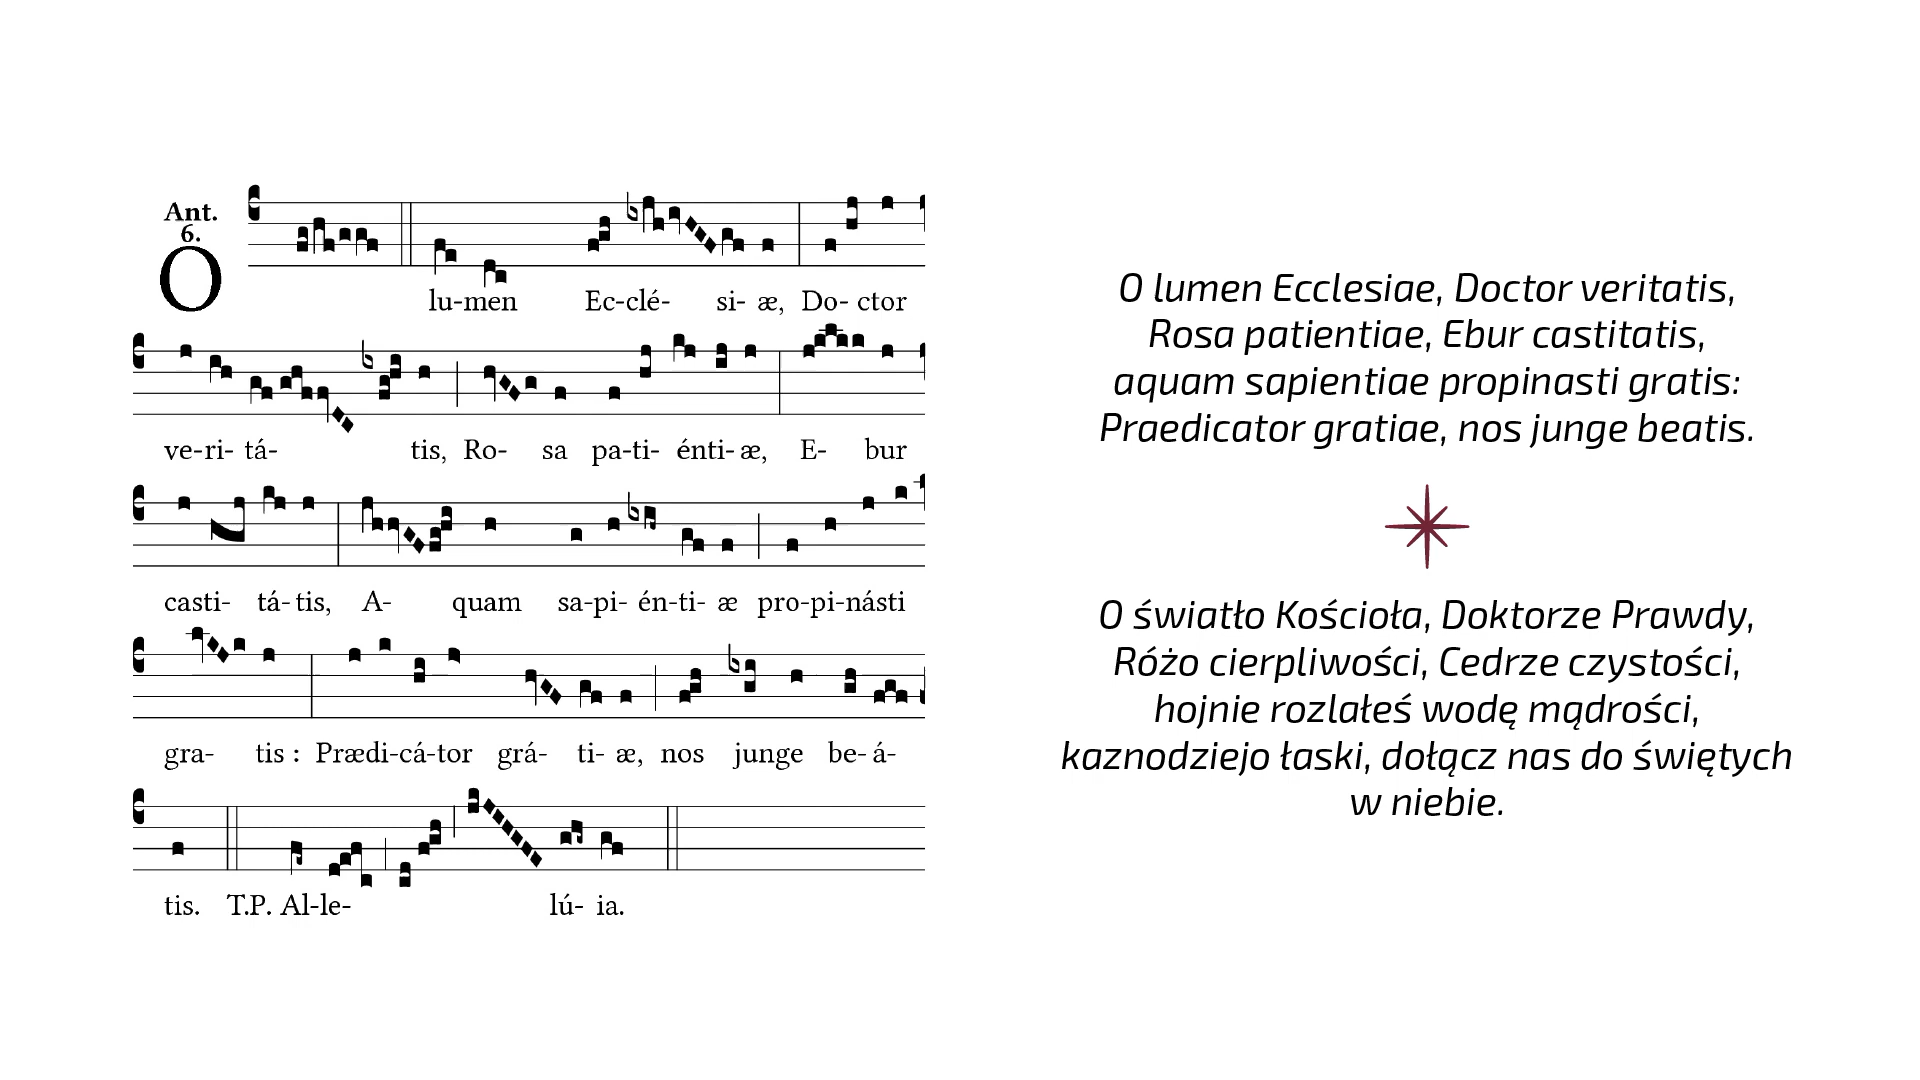 Ant.
6.
O
lu-men Ec-clé- si- æ, Do- ctor
ve-ri- tá- tis, Ro- sa pa-ti- énti- æ, E- bur
casti- tá- tis, A- quam sa-pi- én-ti- æ pro-pi-násti
gra- tis : Prædi-cá-tor grá- ti- æ, nos junge be- á-
tis. T.P. Al-le- lú- ia.
O lumen Ecclesiae, Doctor veritatis,
Rosa patientiae, Ebur castitatis,
aquam sapientiae propinasti gratis:
Praedicator gratiae, nos junge beatis.
O światło Kościoła, Doktorze Prawdy,
Różo cierpliwości, Cedrze czystości,
hojnie rozlałeś wodę mądrości,
kaznodziejo łaski, dołącz nas do świętych
w niebie.